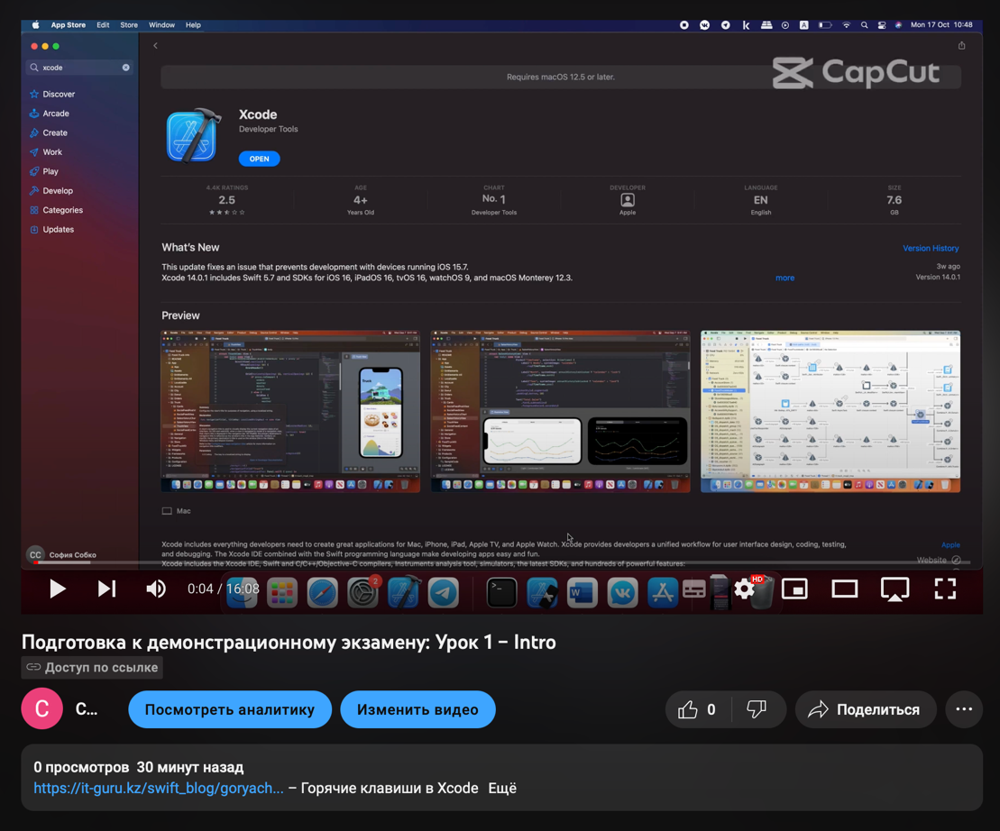 App Store Edit Store Window Help
A
Mon 17 Oct 10:48
xcode
Discover
Arcade
Create
Work
Play
Develop
Categories
Updates
Requires macOS 12.5 or later.
CapCut
Xcode
Developer Tools
OPEN
4.4K RATINGS
2.5
AGE
4+
Years Old
CHART
No. 1
Developer Tools
DEVELOPER
Apple
LANGUAGE
EN
English
SIZE
7.6
GB
What's New
Version History
This update fixes an issue that prevents development with devices running iOS 15.7.
Xcode 14.0.1 includes Swift 5.7 and SDKs for iOS 16, iPadOS 16, tvOS 16, watchOS 9, and macOS Monterey 12.3.
more
3w ago
Version 14.0.1
Preview
Mac
Xcode includes everything developers need to create great applications for Mac, iPhone, iPad, Apple TV, and Apple Watch. Xcode provides developers a unified workflow for user interface design, coding, testing,
and debugging. The Xcode IDE combined with the Swift programming language make developing apps easy and fun.
Xcode includes the Xcode IDE, Swift and C/C++/Objective-C compilers, Instruments analysis tool, simulators, the latest SDKs, and hundreds of powerful features:
Apple
Website
CC
София Собко
0:04 / 16:08
2
HD
Подготовка к демонстрационному экзамену: Урок 1 – Intro
Доступ по ссылке
С
С...
Посмотреть аналитику
Изменить видео
0
Поделиться
0 просмотров 30 минут назад
https://it-guru.kz/swift_blog/goryach... – Горячие клавиши в Xcode Ещё